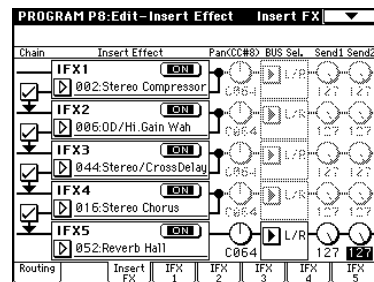 PROGRAM P8:Edit-Insert Effect Insert FX
Chain Insert Effect Pan(CC#8) BUS Sel. Send1 Send2
IFX1 ON
002:Stereo Compressor L/R
C064 127 127
IFX2 ON
006:OD/Hi.Gain Wah L/R
C064 127 127
IFX3 ON
044:Stereo/CrossDelay L/R
C064 127 127
IFX4 ON
016:Stereo Chorus L/R
C064 127 127
IFX5 ON
052:Reverb Hall L/R
C064 127 127
Routing Insert FX IFX 1 IFX 2 IFX 3 IFX 4 IFX 5